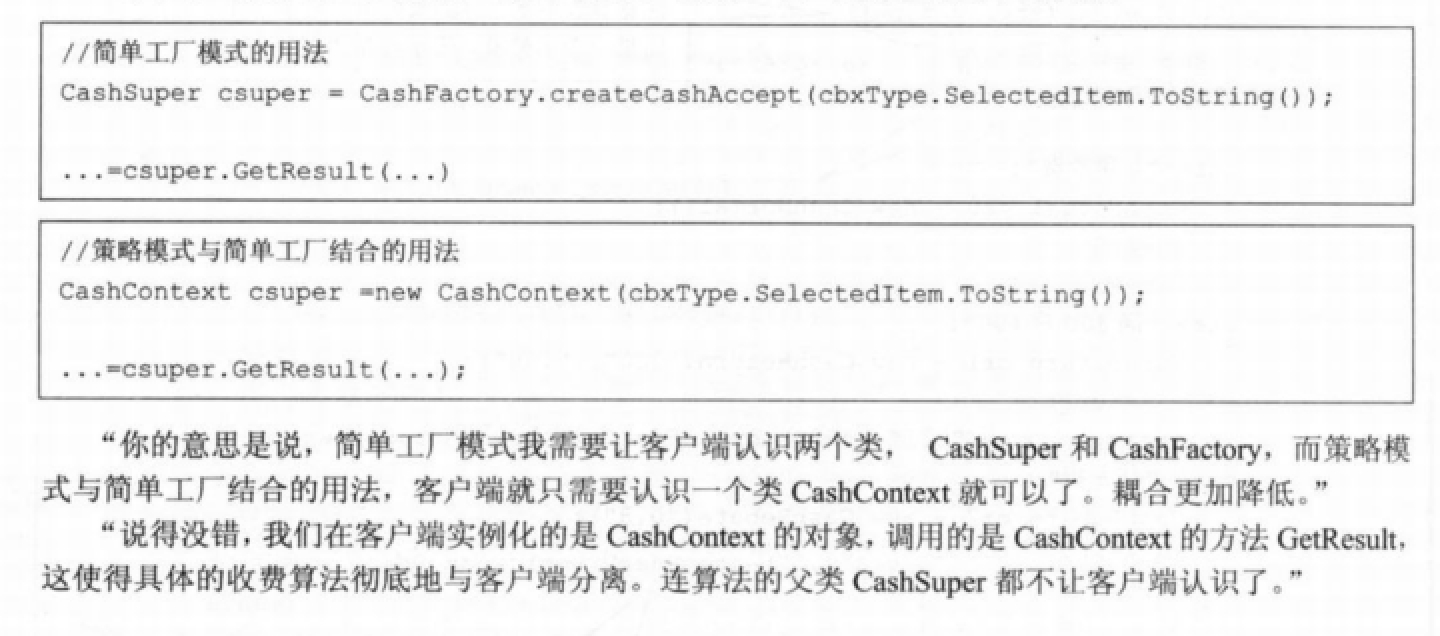 //简单工厂模式的用法
CashSuper csuper = CashFactory.createCashAccept(cbxType.SelectedItem.ToString());
...=csuper.GetResult(...)
//策略模式与简单工厂结合的用法
CashContext csuper =new CashContext(cbxType.SelectedItem.ToString());
...=csuper.GetResult(...);
“你的意思是说，简单工厂模式我需要让客户端认识两个类， CashSuper 和 CashFactory，而策略模
式与简单工厂结合的用法，客户端就只需要认识一个类 CashContext 就可以了。耦合更加降低。”
“说得没错，我们在客户端实例化的是 CashContext 的对象，调用的是 CashContext 的方法 GetResult，
这使得具体的收费算法彻底地与客户端分离。连算法的父类 CashSuper 都不让客户端认识了。”